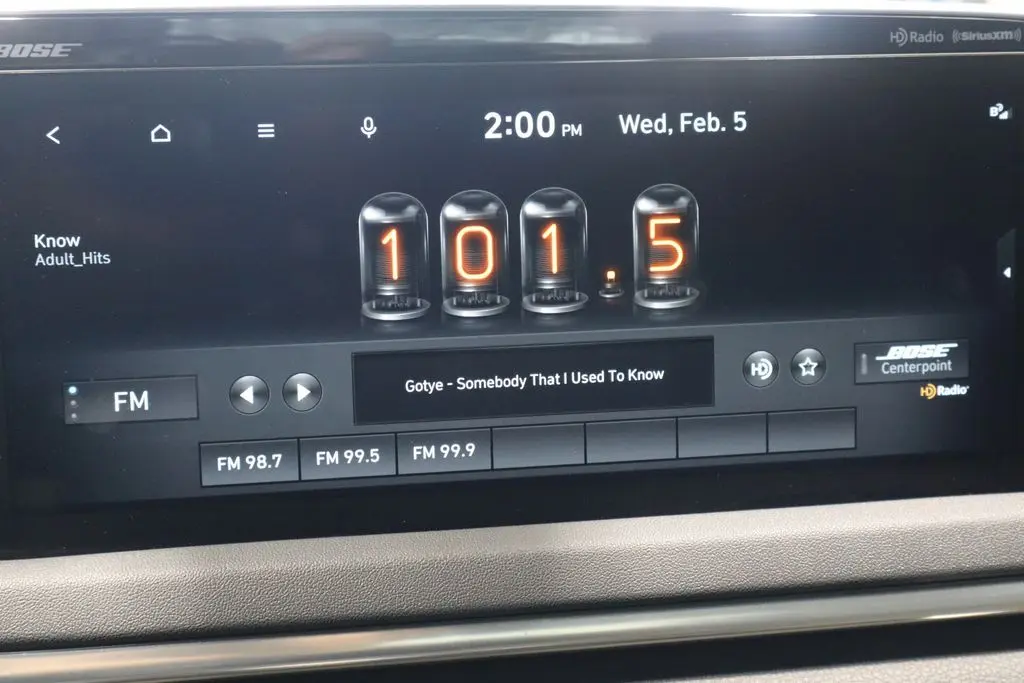 BOSE
HD Radio
((SiriusXM))
2:00 PM
Wed, Feb. 5
Know
Adult_Hits
101.5
FM
Gotye - Somebody That I Used To Know
HD
BOSE
Centerpoint
HD Radio
FM 98.7
FM 99.5
FM 99.9